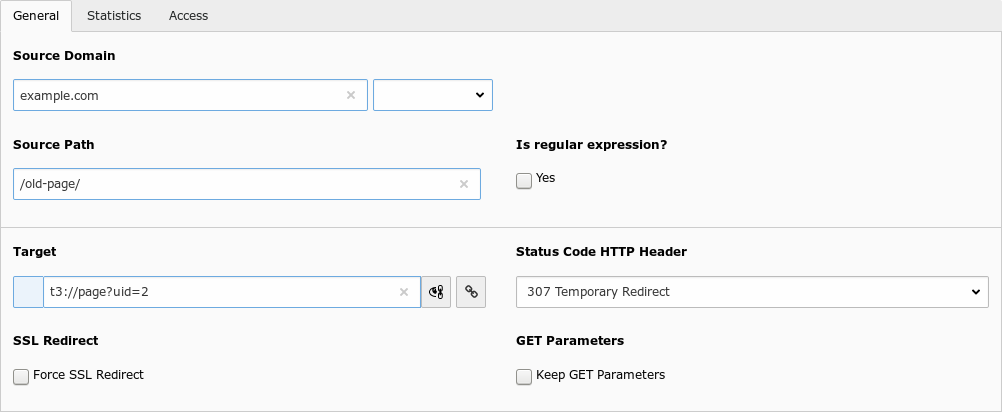 General Statistics Access
Source Domain
example.com
Source Path Is regular expression?
/old-page/ Yes
Target Status Code HTTP Header
t3://page?uid=2 307 Temporary Redirect
SSL Redirect GET Parameters
Force SSL Redirect Keep GET Parameters